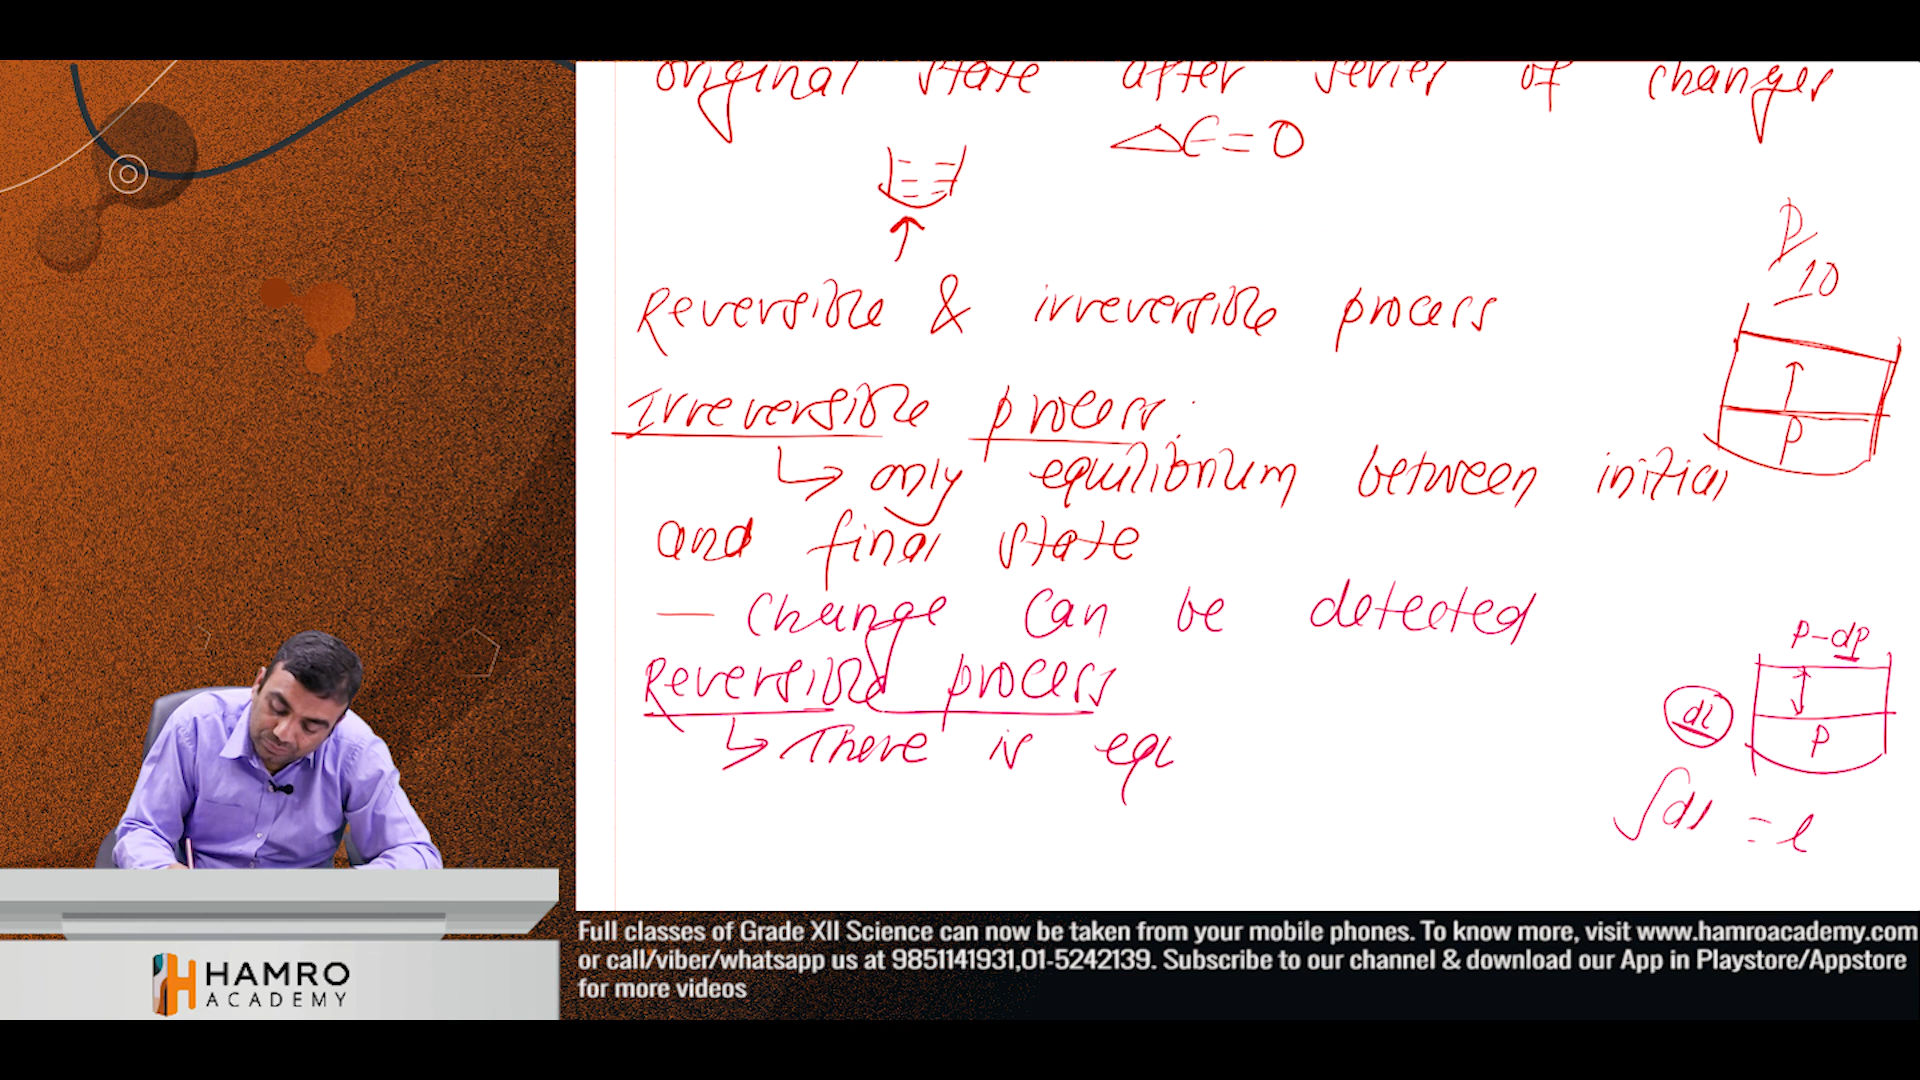 original state after series of changes
△E = 0
P/10
Reversible & irreversible process
Irreversible process:
P
↳ only equilibrium between initial
and final state
— Change can be detected
P-dp
Reversible process
dl
P
↳ There is equ
∫dl = l
Full classes of Grade XII Science can now be taken from your mobile phones. To know more, visit www.hamroacademy.com
or call/viber/whatsapp us at 9851141931,01-5242139. Subscribe to our channel & download our App in Playstore/Appstore
for more videos
HAMRO
ACADEMY